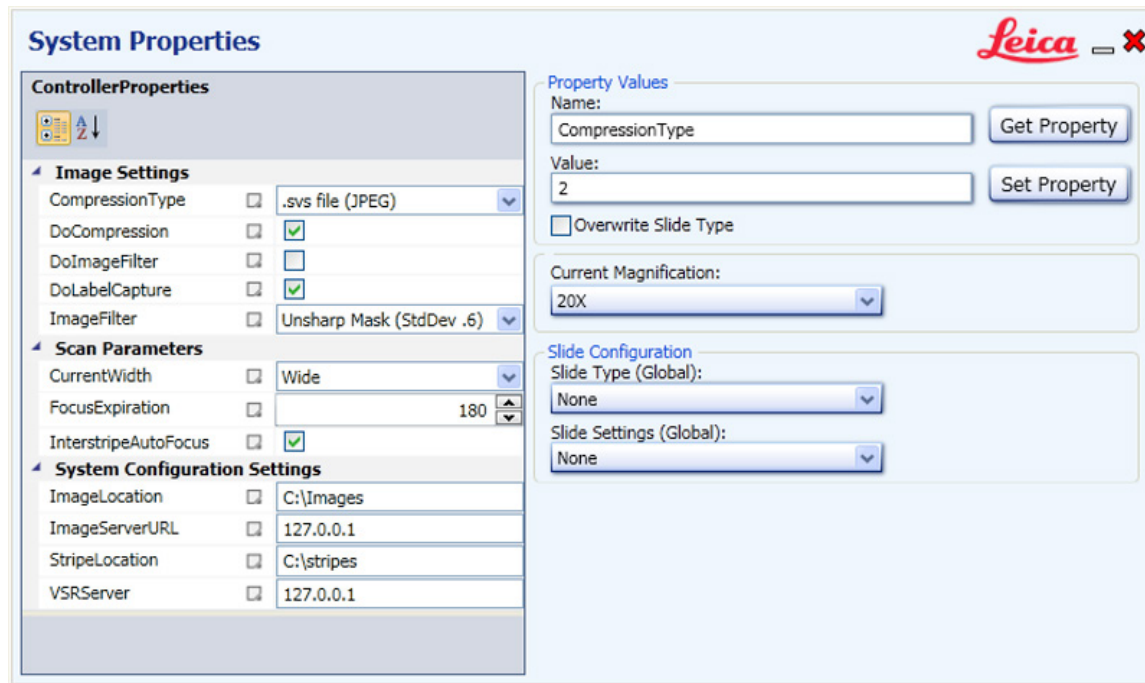 System Properties
Leica
ControllerProperties
A
Z
Image Settings
CompressionType .svs file (JPEG)
DoCompression
DoImageFilter
DoLabelCapture
ImageFilter Unsharp Mask (StdDev .6)
Scan Parameters
CurrentWidth Wide
FocusExpiration 180
InterstripeAutoFocus
System Configuration Settings
ImageLocation C:\Images
ImageServerURL 127.0.0.1
StripeLocation C:\stripes
VSRServer 127.0.0.1
Property Values
Name:
CompressionType Get Property
Value:
2 Set Property
Overwrite Slide Type
Current Magnification:
20X
Slide Configuration
Slide Type (Global):
None
Slide Settings (Global):
None